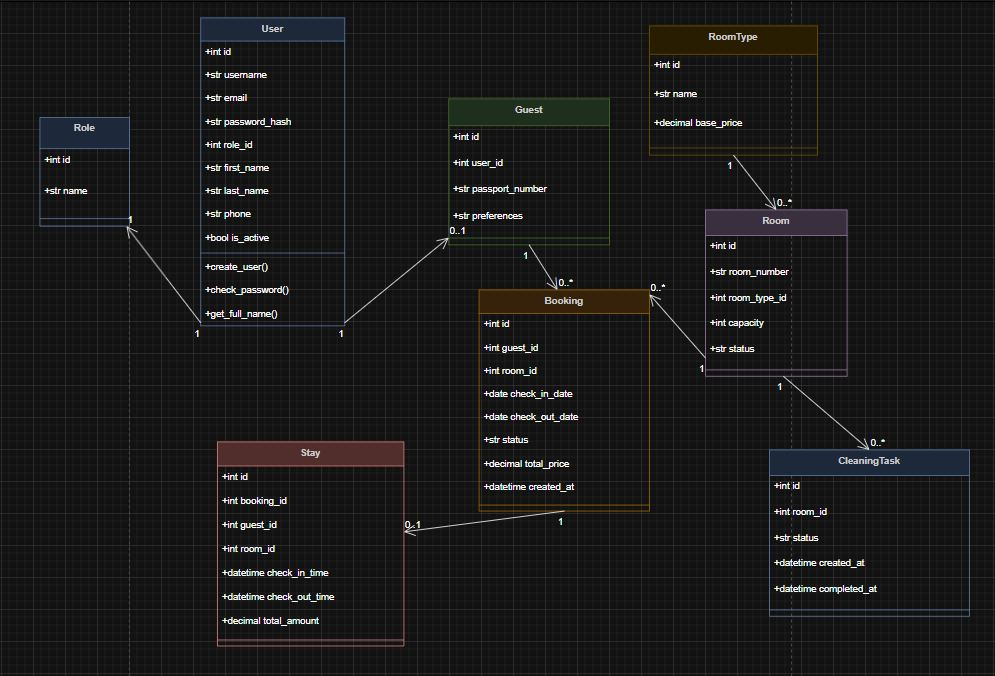 User
+int id
+str username
+str email
+str password_hash
+int role_id
+str first_name
+str last_name
+str phone
+bool is_active
+create_user()
+check_password()
+get_full_name()
1
1
Role
+int id
+str name
1
Guest
+int id
+int user_id
+str passport_number
+str preferences
0..1
1
0..*
RoomType
+int id
+str name
+decimal base_price
1
0..*
Room
+int id
+str room_number
+int room_type_id
+int capacity
+str status
0..*
1
1
0..*
Booking
+int id
+int guest_id
+int room_id
+date check_in_date
+date check_out_date
+str status
+decimal total_price
+datetime created_at
1
0..1
Stay
+int id
+int booking_id
+int guest_id
+int room_id
+datetime check_in_time
+datetime check_out_time
+decimal total_amount
CleaningTask
+int id
+int room_id
+str status
+datetime created_at
+datetime completed_at